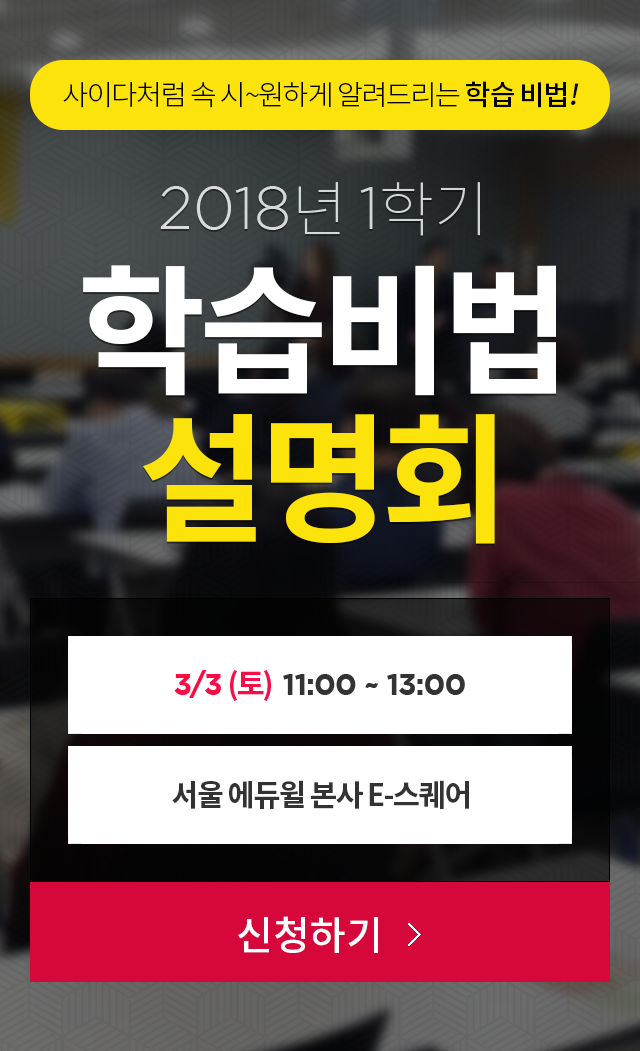 사이다처럼 속 시~원하게 알려드리는 학습 비법!
2018년 1학기
학습비법
설명회
3/3 (토) 11:00 ~ 13:00
서울 에듀윌 본사 E-스퀘어
신청하기 >